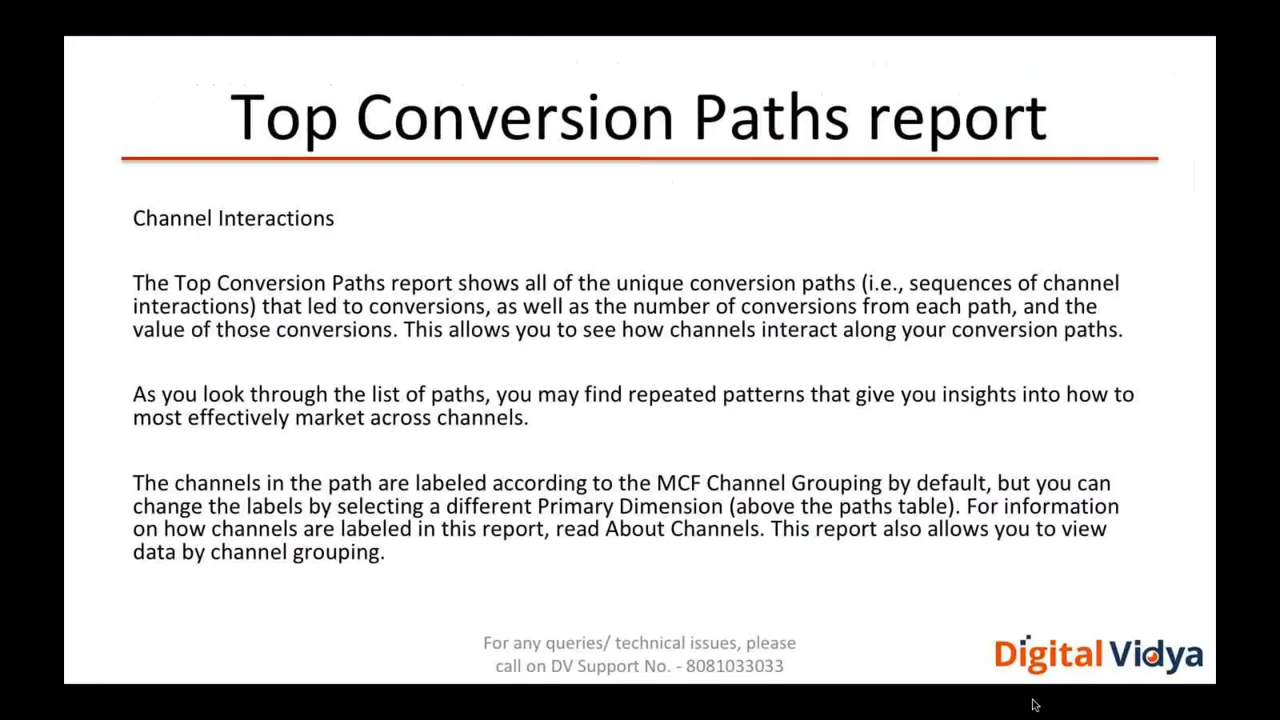 Top Conversion Paths report
Channel Interactions
The Top Conversion Paths report shows all of the unique conversion paths (i.e., sequences of channel
interactions) that led to conversions, as well as the number of conversions from each path, and the
value of those conversions. This allows you to see how channels interact along your conversion paths.
As you look through the list of paths, you may find repeated patterns that give you insights into how to
most effectively market across channels.
The channels in the path are labeled according to the MCF Channel Grouping by default, but you can
change the labels by selecting a different Primary Dimension (above the paths table). For information
on how channels are labeled in this report, read About Channels. This report also allows you to view
data by channel grouping.
For any queries/ technical issues, please
call on DV Support No. - 8081033033
Digital Vidya